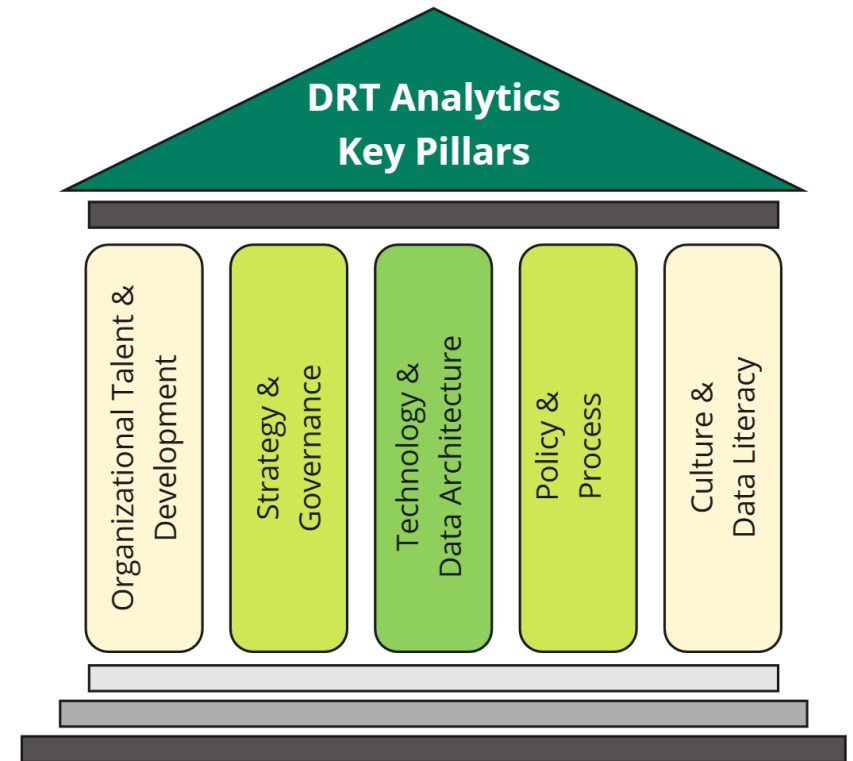 DRT Analytics
Key Pillars
Organizational Talent &
Development
Strategy &
Governance
Technology &
Data Architecture
Policy &
Process
Culture &
Data Literacy